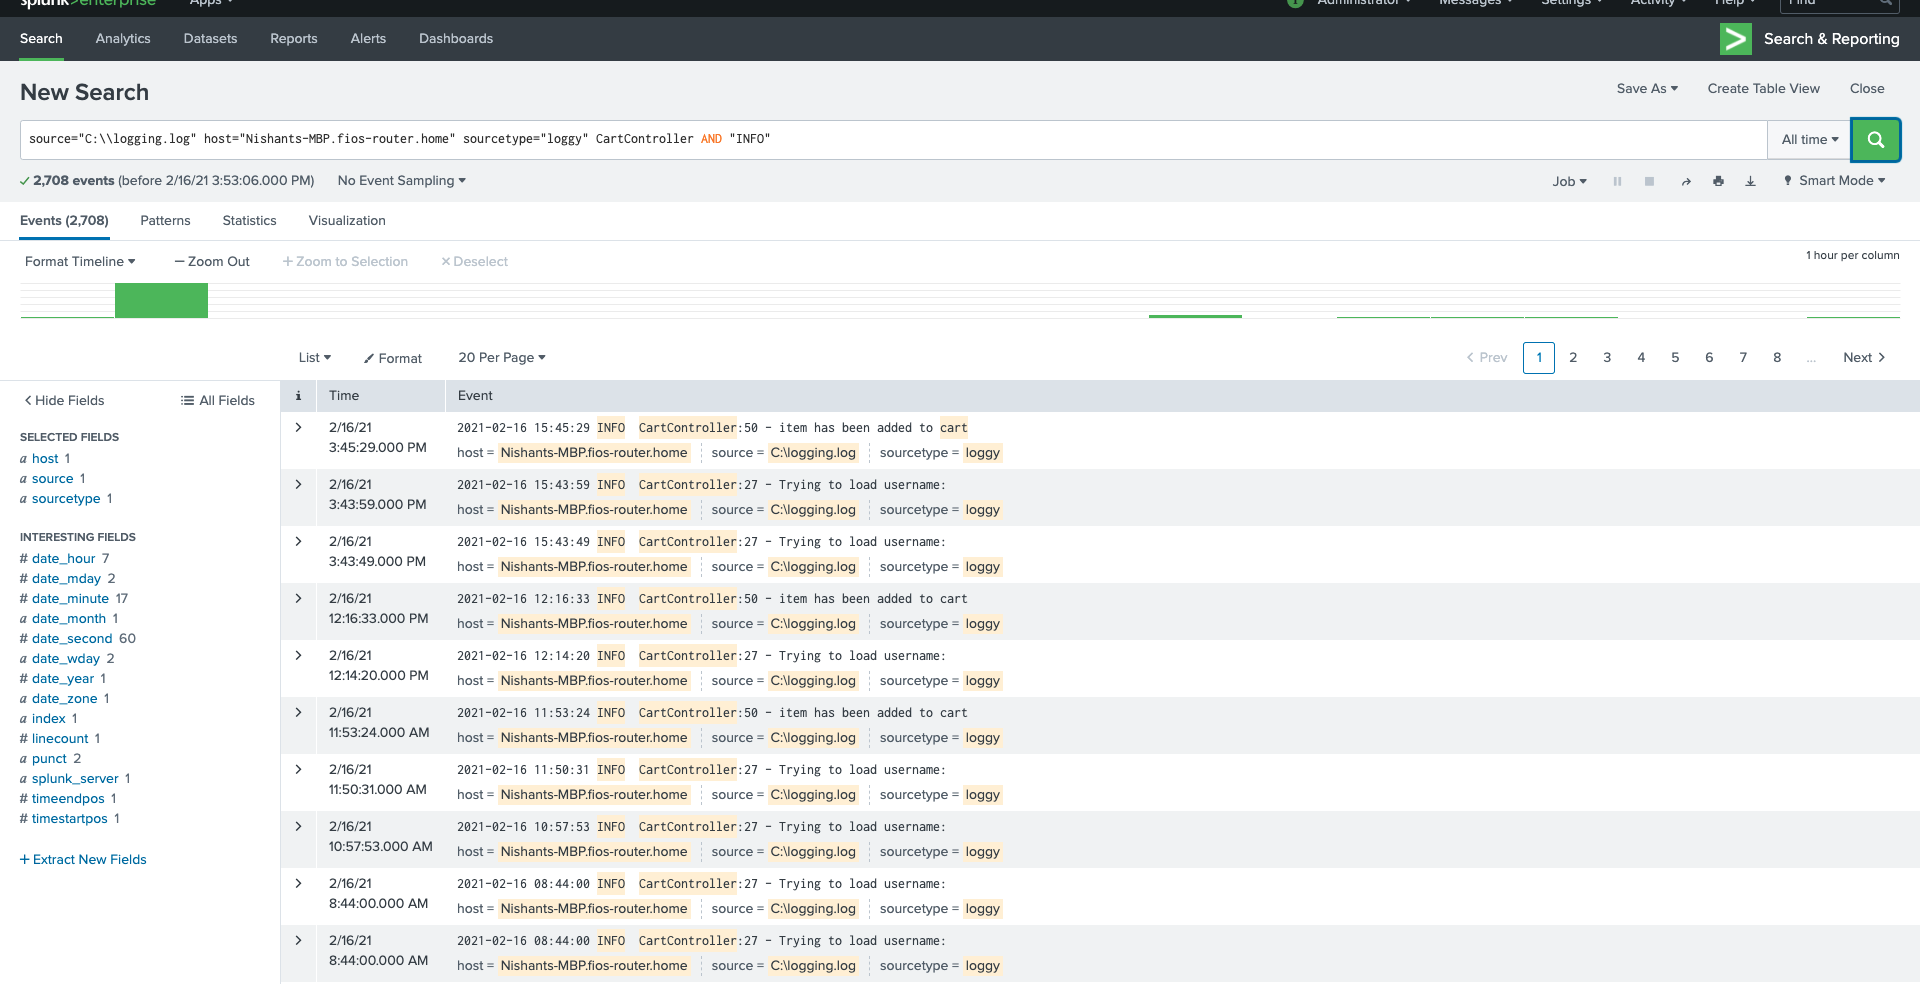 splunk>enterprise Apps
Administrator Messages Settings Activity Help Find
Search Analytics Datasets Reports Alerts Dashboards Search & Reporting
New Search Save As Create Table View Close
source="C:\\logging.log" host="Nishants-MBP.fios-router.home" sourcetype="loggy" CartController AND "INFO" All time
2,708 events (before 2/16/21 3:53:06.000 PM) No Event Sampling Job Smart Mode
Events (2,708) Patterns Statistics Visualization
Format Timeline — Zoom Out + Zoom to Selection × Deselect 1 hour per column
List Format 20 Per Page < Prev 1 2 3 4 5 6 7 8 ... Next >
< Hide Fields All Fields
SELECTED FIELDS
a host 1
a source 1
a sourcetype 1
INTERESTING FIELDS
# date_hour 7
# date_mday 2
# date_minute 17
a date_month 1
# date_second 60
a date_wday 2
# date_year 1
a date_zone 1
a index 1
# linecount 1
a punct 2
a splunk_server 1
# timeendpos 1
# timestartpos 1
+ Extract New Fields
i Time Event
2/16/21 2021-02-16 15:45:29 INFO CartController:50 - item has been added to cart
3:45:29.000 PM host = Nishants-MBP.fios-router.home source = C:\logging.log sourcetype = loggy
2/16/21 2021-02-16 15:43:59 INFO CartController:27 - Trying to load username:
3:43:59.000 PM host = Nishants-MBP.fios-router.home source = C:\logging.log sourcetype = loggy
2/16/21 2021-02-16 15:43:49 INFO CartController:27 - Trying to load username:
3:43:49.000 PM host = Nishants-MBP.fios-router.home source = C:\logging.log sourcetype = loggy
2/16/21 2021-02-16 12:16:33 INFO CartController:50 - item has been added to cart
12:16:33.000 PM host = Nishants-MBP.fios-router.home source = C:\logging.log sourcetype = loggy
2/16/21 2021-02-16 12:14:20 INFO CartController:27 - Trying to load username:
12:14:20.000 PM host = Nishants-MBP.fios-router.home source = C:\logging.log sourcetype = loggy
2/16/21 2021-02-16 11:53:24 INFO CartController:50 - item has been added to cart
11:53:24.000 AM host = Nishants-MBP.fios-router.home source = C:\logging.log sourcetype = loggy
2/16/21 2021-02-16 11:50:31 INFO CartController:27 - Trying to load username:
11:50:31.000 AM host = Nishants-MBP.fios-router.home source = C:\logging.log sourcetype = loggy
2/16/21 2021-02-16 10:57:53 INFO CartController:27 - Trying to load username:
10:57:53.000 AM host = Nishants-MBP.fios-router.home source = C:\logging.log sourcetype = loggy
2/16/21 2021-02-16 08:44:00 INFO CartController:27 - Trying to load username:
8:44:00.000 AM host = Nishants-MBP.fios-router.home source = C:\logging.log sourcetype = loggy
2/16/21 2021-02-16 08:44:00 INFO CartController:27 - Trying to load username:
8:44:00.000 AM host = Nishants-MBP.fios-router.home source = C:\logging.log sourcetype = loggy